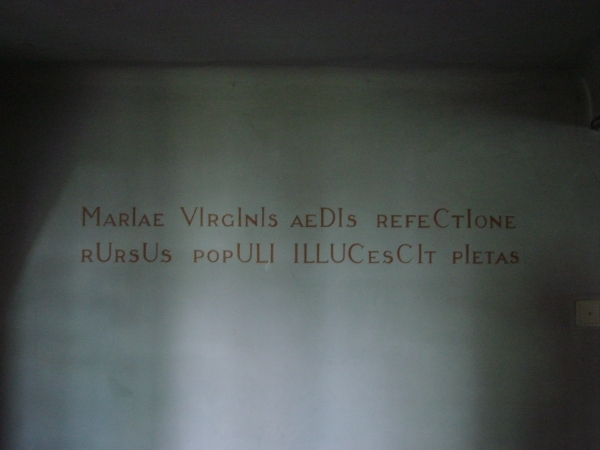 MarIae VIrgInIs aeDIs refeCtIone
rUrsUs popULI ILLUCesCIt pIetas